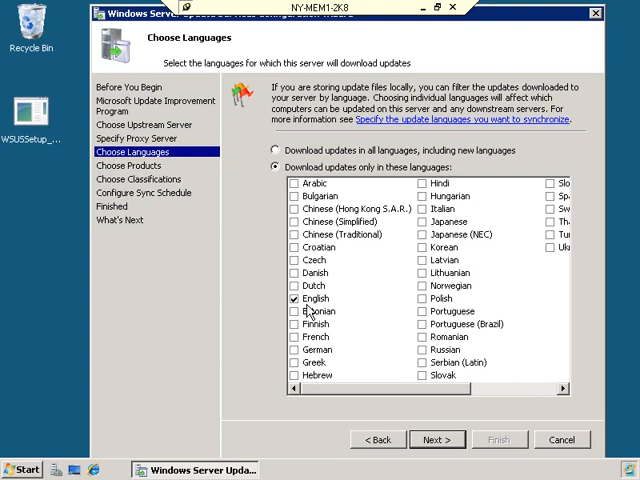 NY-MEM1-2K8
Windows Server Update Services Configuration Wizard
Recycle Bin
WSUSSetup_...
Choose Languages
Select the languages for which this server will download updates
Before You Begin
Microsoft Update Improvement
Program
Choose Upstream Server
Specify Proxy Server
Choose Languages
Choose Products
Choose Classifications
Configure Sync Schedule
Finished
What's Next
If you are storing update files locally, you can filter the updates downloaded to
your server by language. Choosing individual languages will affect which
computers can be updated on this server and any downstream servers. For
more information see Specify the update languages you want to synchronize.
Download updates in all languages, including new languages
Download updates only in these languages:
Arabic Hindi Slo
Bulgarian Hungarian Spa
Chinese (Hong Kong S.A.R.) Italian Sw
Chinese (Simplified) Japanese Tha
Chinese (Traditional) Japanese (NEC) Tur
Croatian Korean Ukr
Czech Latvian
Danish Lithuanian
Dutch Norwegian
English Polish
Estonian Portuguese
Finnish Portuguese (Brazil)
French Romanian
German Russian
Greek Serbian (Latin)
Hebrew Slovak
< Back Next > Finish Cancel
Start Windows Server Upda...